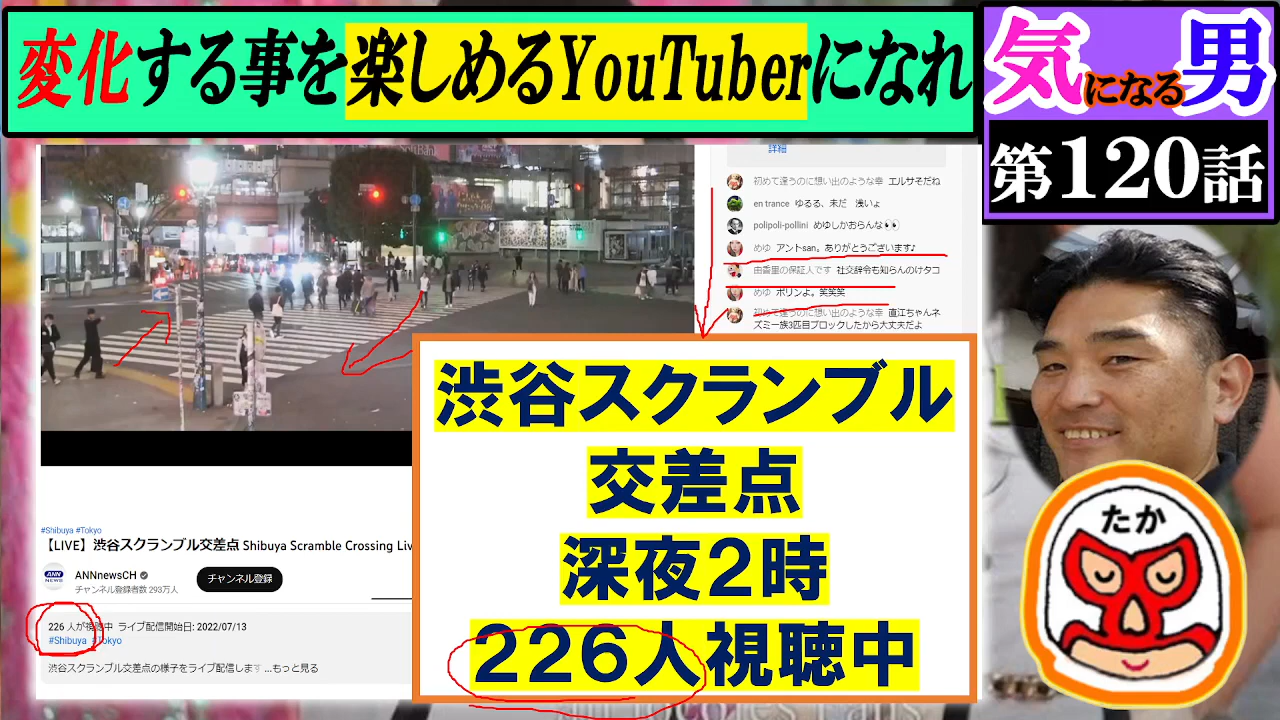 変化する事を楽しめるYouTuberになれ
気になる男
第120話
詳細
初めて逢うのに想い出のような幸 エルサそだね
en trance ゆるる、未だ 浅いょ
polipoli-pollini めゆしかおらんな👀
めゆ アントsan。ありがとうございます♪
由香里の保証人です 社交辞令も知らんのけタコ
めゆ ポリンよ。笑笑笑
初めて逢うのに想い出のような幸 直江ちゃんネ
ズミ一族3匹目ブロックしたから大丈夫だよ
渋谷スクランブル
交差点
深夜2時
226人視聴中
#Shibuya #Tokyo
【LIVE】渋谷スクランブル交差点 Shibuya Scramble Crossing Liv
ANN
NEWS
ANNnewsCH
チャンネル登録者数 293万人
チャンネル登録
226 人が視聴中 ライブ配信開始日: 2022/07/13
#Shibuya #Tokyo
渋谷スクランブル交差点の様子をライブ配信します ...もっと見る
たか